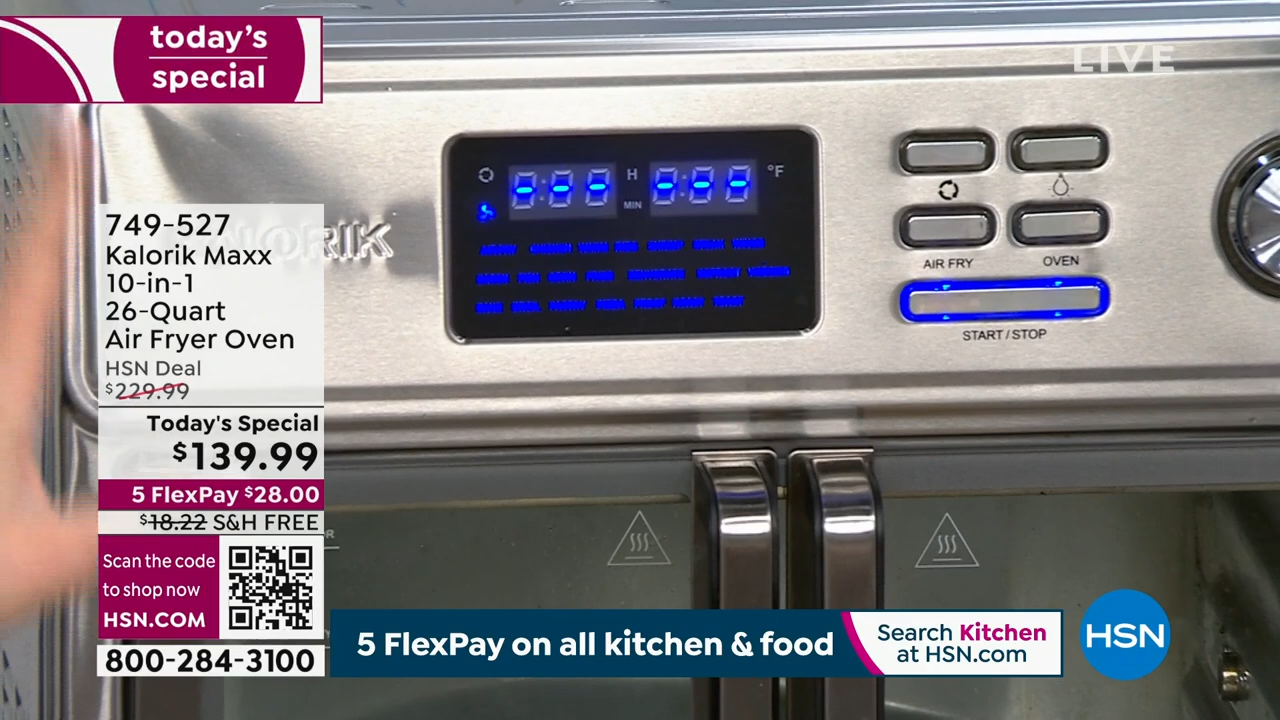 today's
special
LIVE
749-527
Kalorik Maxx
10-in-1
26-Quart
Air Fryer Oven
HSN Deal
$229.99
Today's Special
$139.99
5 FlexPay $28.00
$18.22 S&H FREE
Scan the code
to shop now
HSN.COM
800-284-3100
H
MIN
°F
AIR FRY
OVEN
START / STOP
5 FlexPay on all kitchen & food
Search Kitchen
at HSN.com
HSN